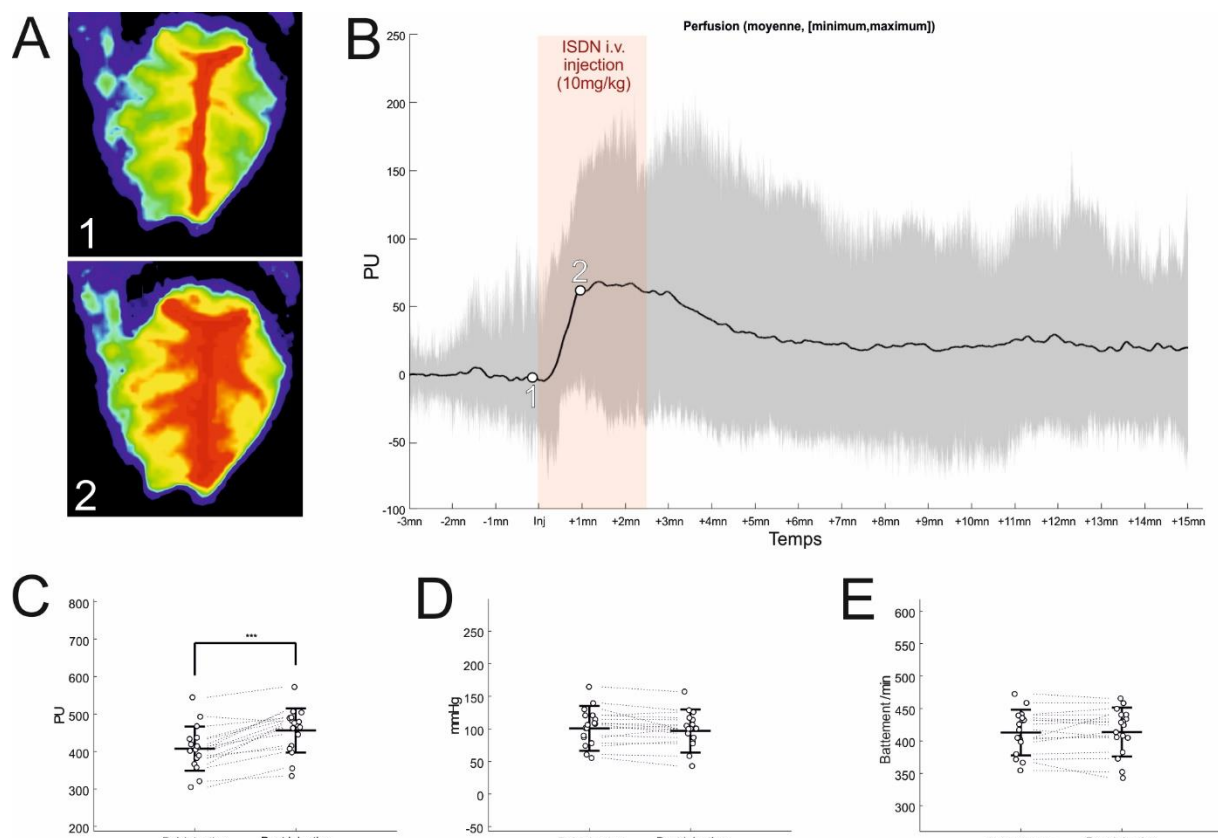 A
1
2
B
Perfusion (moyenne, [minimum,maximum])
ISDN i.v.
injection
(10mg/kg)
PU
250
200
150
100
50
0
-50
-100
2
1
-3mn -2mn -1mn Inj +1mn +2mn +3mn +4mn +5mn +6mn +7mn +8mn +9mn +10mn +11mn +12mn +13mn +14mn +15mn
Temps
C
PU
800
700
600
500
400
300
200
***
D
mmHg
250
200
150
100
50
0
-50
E
Battement/min
600
550
500
450
400
350
300